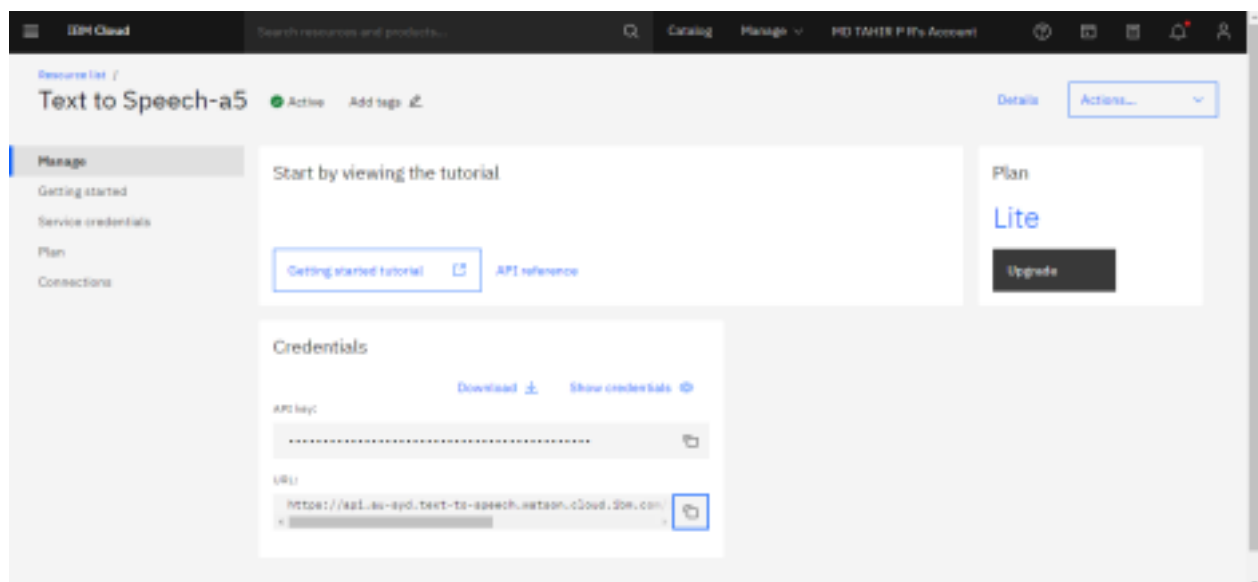 IBM Cloud
Search resources and products...
Catalog
Manage
MD TAHIR P R's Account
Resource list /
Text to Speech-a5
Active
Add tags
Details
Actions...
Manage
Getting started
Service credentials
Plan
Connections
Start by viewing the tutorial
Getting started tutorial
API reference
Plan
Lite
Upgrade
Credentials
Download
Show credentials
API key:
URL:
https://api.au-syd.text-to-speech.watson.cloud.ibm.com/